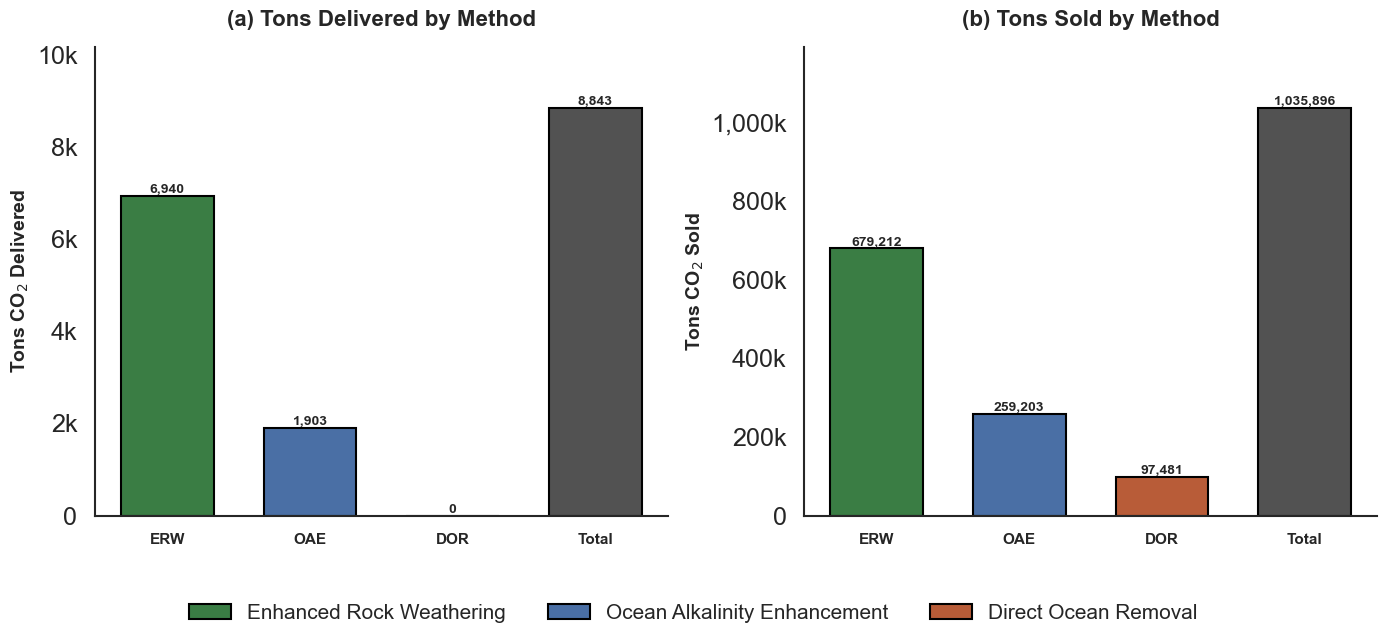 (a) Tons Delivered by Method
10k
8k
6k
4k
2k
0
Tons CO₂ Delivered
6,940
1,903
0
8,843
ERW
OAE
DOR
Total
(b) Tons Sold by Method
1,000k
800k
600k
400k
200k
0
Tons CO₂ Sold
679,212
259,203
97,481
1,035,896
ERW
OAE
DOR
Total
Enhanced Rock Weathering
Ocean Alkalinity Enhancement
Direct Ocean Removal